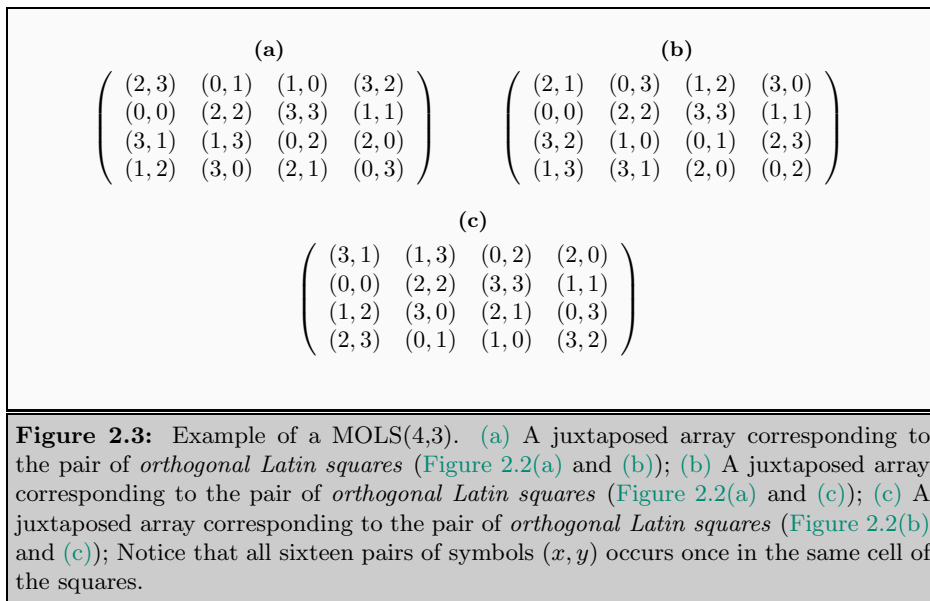 (a) (b)
(2, 3) (0, 1) (1, 0) (3, 2) (2, 1) (0, 3) (1, 2) (3, 0)
(0, 0) (2, 2) (3, 3) (1, 1) (0, 0) (2, 2) (3, 3) (1, 1)
(3, 1) (1, 3) (0, 2) (2, 0) (3, 2) (1, 0) (0, 1) (2, 3)
(1, 2) (3, 0) (2, 1) (0, 3) (1, 3) (3, 1) (2, 0) (0, 2)
(c)
(3, 1) (1, 3) (0, 2) (2, 0)
(0, 0) (2, 2) (3, 3) (1, 1)
(1, 2) (3, 0) (2, 1) (0, 3)
(2, 3) (0, 1) (1, 0) (3, 2)
Figure 2.3: Example of a MOLS(4,3). (a) A juxtaposed array corresponding to
the pair of orthogonal Latin squares (Figure 2.2(a) and (b)); (b) A juxtaposed array
corresponding to the pair of orthogonal Latin squares (Figure 2.2(a) and (c)); (c) A
juxtaposed array corresponding to the pair of orthogonal Latin squares (Figure 2.2(b)
and (c)); Notice that all sixteen pairs of symbols (x, y) occurs once in the same cell of
the squares.